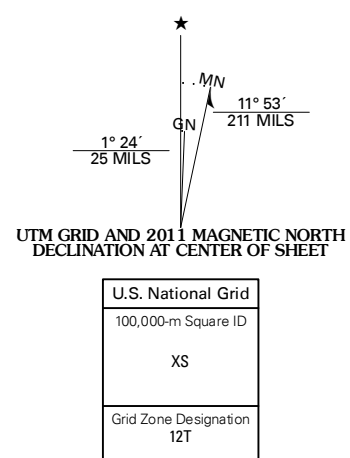 ★
MN
11° 53´
211 MILS
GN
1° 24´
25 MILS
UTM GRID AND 2011 MAGNETIC NORTH
DECLINATION AT CENTER OF SHEET
U.S. National Grid
100,000-m Square ID
XS
Grid Zone Designation
12T